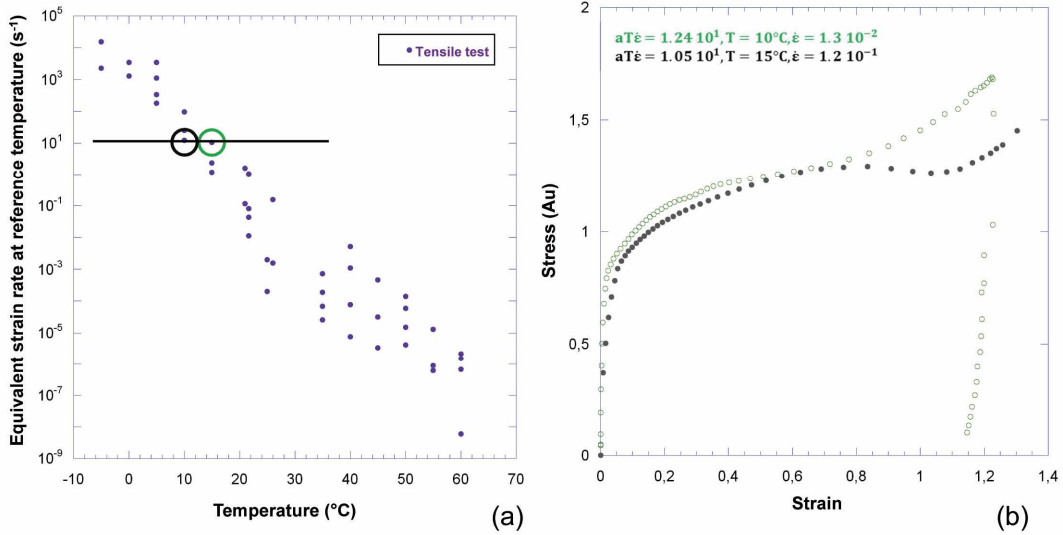 Equivalent strain rate at reference temperature (s⁻¹)
10⁵
10³
10¹
10⁻¹
10⁻³
10⁻⁵
10⁻⁷
10⁻⁹
Tensile test
-10 0 10 20 30 40 50 60 70
Temperature (°C)
(a)
Stress (Au)
2
1.5
1
0,5
0
aTε̇ = 1.24 10¹, T = 10°C, ε̇ = 1.3 10⁻²
aTε̇ = 1.05 10¹, T = 15°C, ε̇ = 1.2 10⁻¹
0 0,2 0,4 0,6 0,8 1 1,2 1,4
Strain
(b)